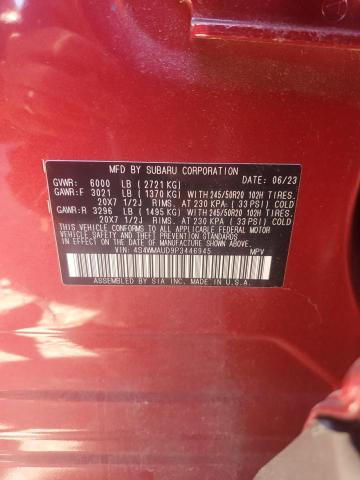 MFD BY SUBARU CORPORATION
DATE: 06/23
GVWR: 6000 LB (2721 KG)
GAWR:F 3021 LB (1370 KG) WITH 245/50R20 102H TIRES.
20X7 1/2J RIMS. AT 230 KPA (33 PSI) COLD
GAWR:R 3296 LB (1495 KG) WITH 245/50R20 102H TIRES.
20X7 1/2J RIMS. AT 230 KPA (33 PSI) COLD
THIS VEHICLE CONFORMS TO ALL APPLICABLE FEDERAL MOTOR
VEHICLE SAFETY AND THEFT PREVENTION STANDARDS IN EFFECT
ON THE DATE OF MANUFACTURE SHOWN ABOVE.
VIN: 4S4WMAUD9P3446945 MPV
ASSEMBLED BY SIA INC. MADE IN U.S.A.